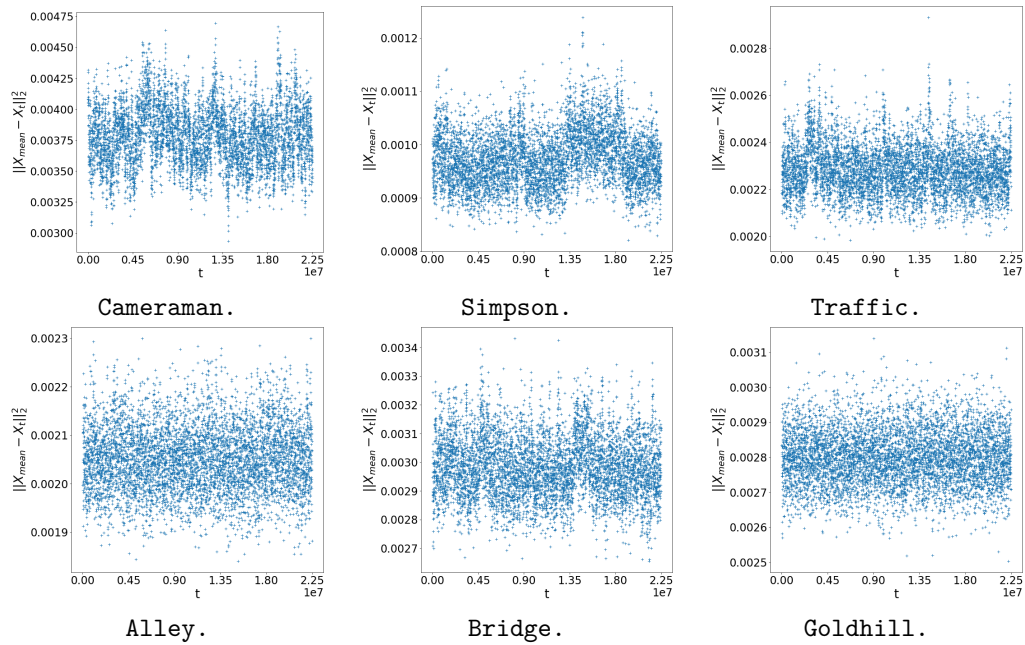 0.00475
0.00450
0.00425
0.00400
0.00375
0.00350
0.00325
0.00300
||X_mean − X_t||_2^2
0.00 0.45 0.90 1.35 1.80 2.25
1e7
t
Cameraman.
0.0012
0.0011
0.0010
0.0009
0.0008
||X_mean − X_t||_2^2
0.00 0.45 0.90 1.35 1.80 2.25
1e7
t
Simpson.
0.0028
0.0026
0.0024
0.0022
0.0020
||X_mean − X_t||_2^2
0.00 0.45 0.90 1.35 1.80 2.25
1e7
t
Traffic.
0.0023
0.0022
0.0021
0.0020
0.0019
||X_mean − X_t||_2^2
0.00 0.45 0.90 1.35 1.80 2.25
1e7
t
Alley.
0.0034
0.0033
0.0032
0.0031
0.0030
0.0029
0.0028
0.0027
||X_mean − X_t||_2^2
0.00 0.45 0.90 1.35 1.80 2.25
1e7
t
Bridge.
0.0031
0.0030
0.0029
0.0028
0.0027
0.0026
0.0025
||X_mean − X_t||_2^2
0.00 0.45 0.90 1.35 1.80 2.25
1e7
t
Goldhill.